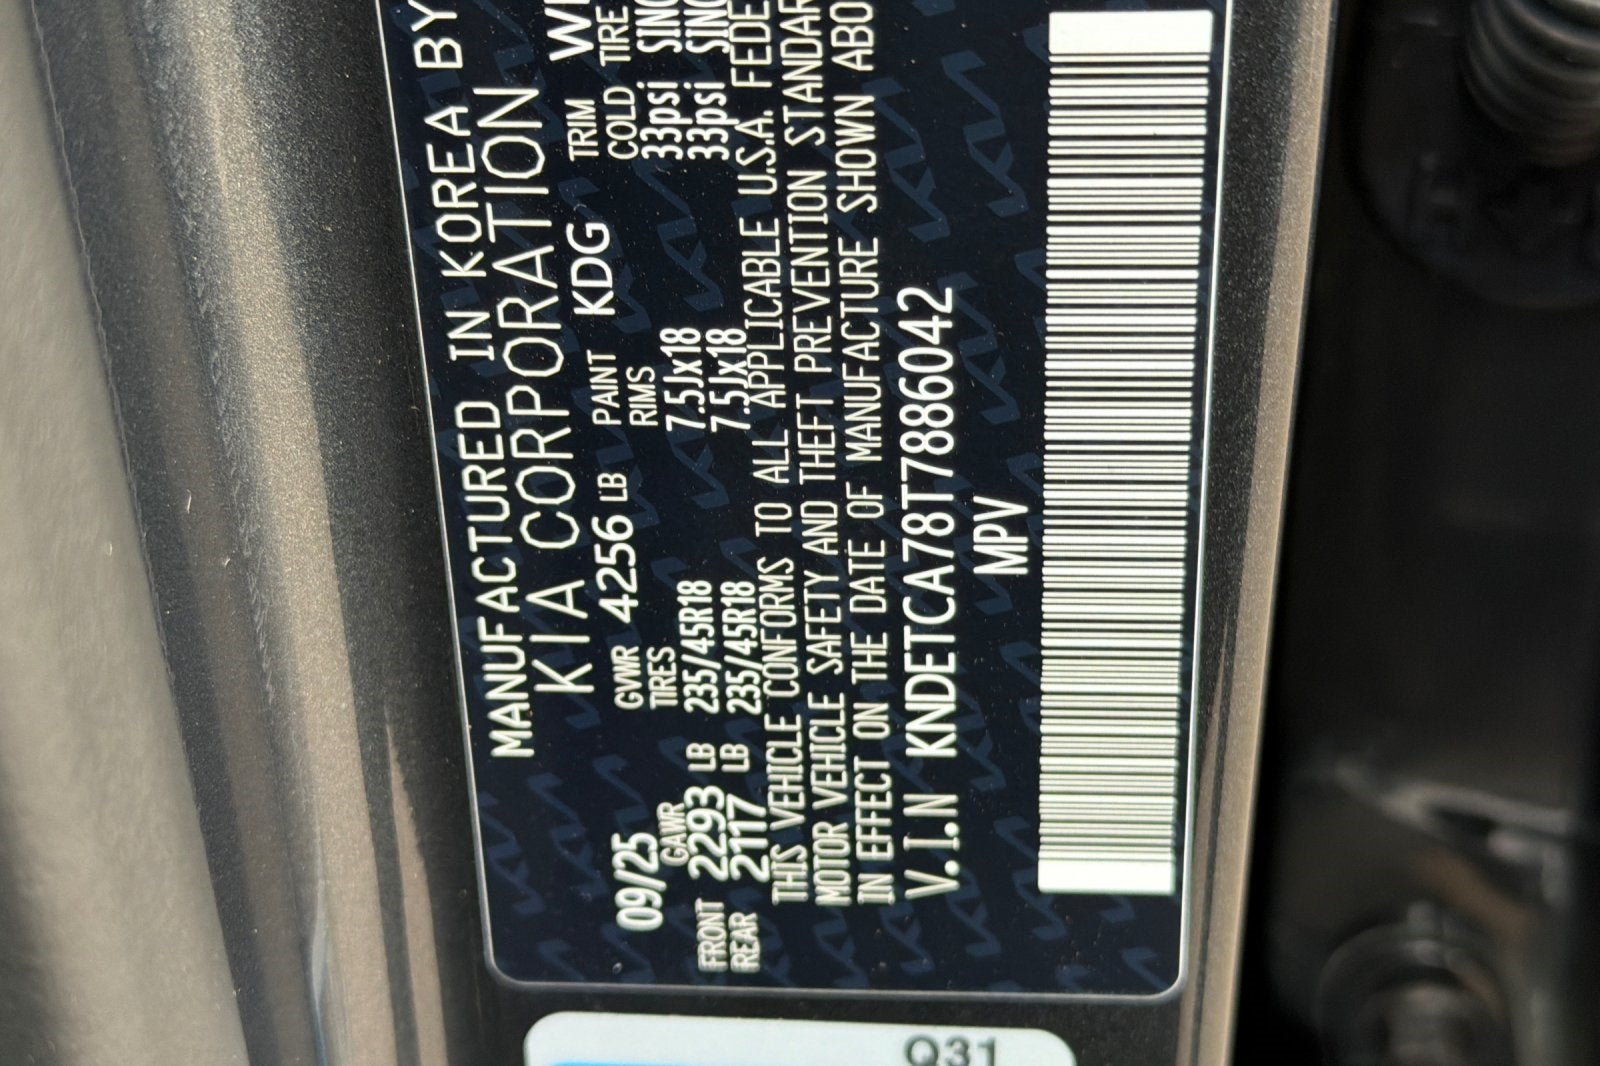 MANUFACTURED IN KOREA BY
KIA CORPORATION
09/25 GVWR 4256 LB PAINT KDG TRIM
GAWR TIRES RIMS COLD TIRE
FRONT 2293 LB 235/45R18 7.5Jx18 33psi
REAR 2117 LB 235/45R18 7.5Jx18 33psi
THIS VEHICLE CONFORMS TO ALL APPLICABLE U.S.A.
MOTOR VEHICLE SAFETY AND THEFT PREVENTION
IN EFFECT ON THE DATE OF MANUFACTURE SHOWN
V.I.N KNDETCA78T7886042
MPV
Q31